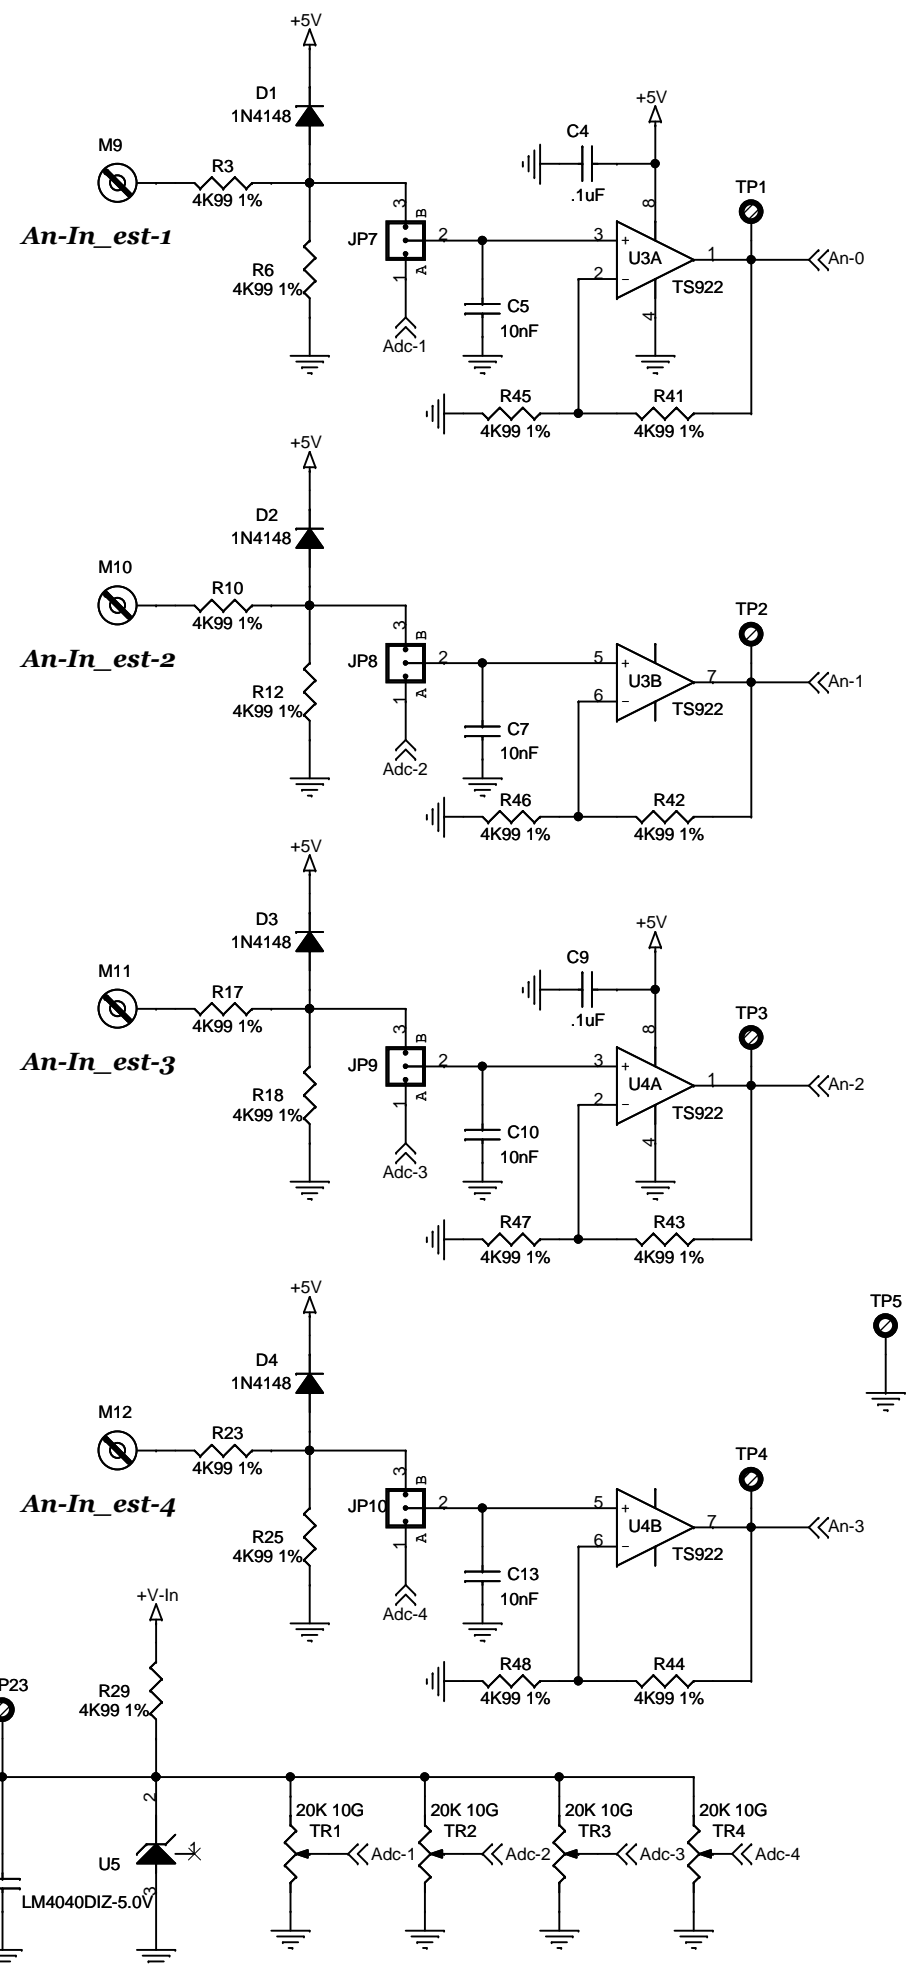 +5V
D1
1N4148
M9
R3
4K99 1%
An-In_est-1
R6
4K99 1%
JP7
3
B
2
1
A
Adc-1
C5
10nF
C4
.1uF
+5V
8
3
+
2
−
U3A
1
TS922
4
TP1
An-0
R45
4K99 1%
R41
4K99 1%
+5V
D2
1N4148
M10
R10
4K99 1%
An-In_est-2
R12
4K99 1%
JP8
3
B
2
1
A
Adc-2
C7
10nF
5
+
6
−
U3B
7
TS922
TP2
An-1
R46
4K99 1%
R42
4K99 1%
+5V
D3
1N4148
M11
R17
4K99 1%
An-In_est-3
R18
4K99 1%
JP9
3
B
2
1
A
Adc-3
C10
10nF
C9
.1uF
+5V
8
3
+
2
−
U4A
1
TS922
4
TP3
An-2
R47
4K99 1%
R43
4K99 1%
+5V
D4
1N4148
M12
R23
4K99 1%
An-In_est-4
R25
4K99 1%
JP10
3
B
2
1
A
Adc-4
C13
10nF
5
+
6
−
U4B
7
TS922
TP4
An-3
R48
4K99 1%
R44
4K99 1%
TP5
+V-In
P23
R29
4K99 1%
2
1
U5
3
LM4040DIZ-5.0V
20K 10G
TR1
Adc-1
20K 10G
TR2
Adc-2
20K 10G
TR3
Adc-3
20K 10G
TR4
Adc-4